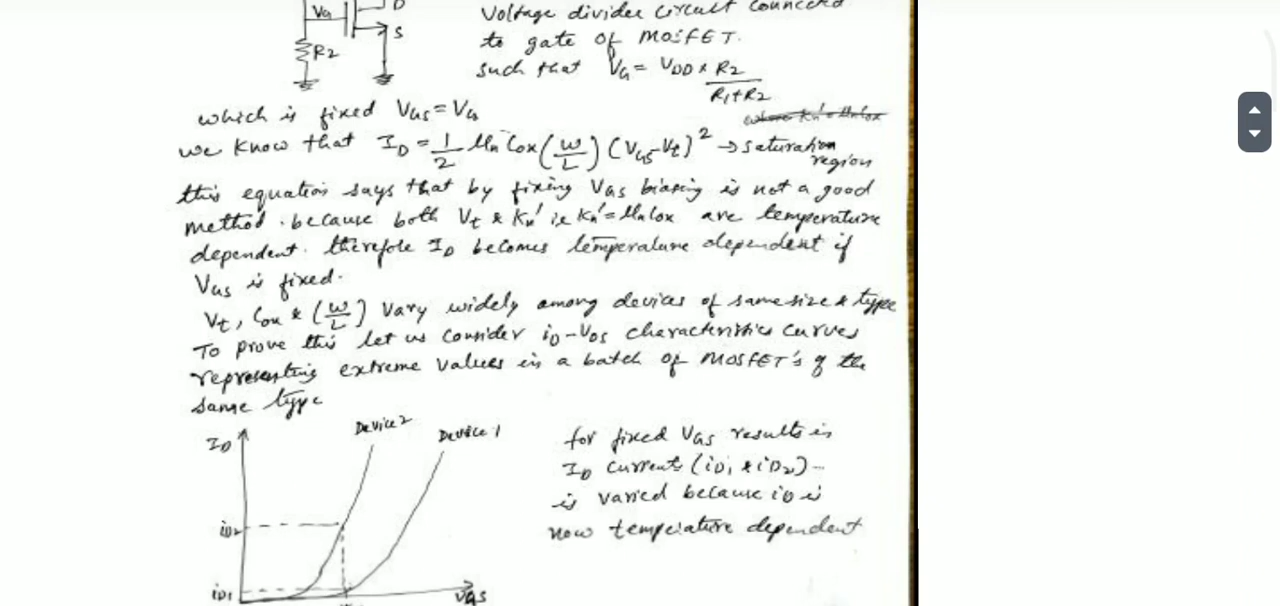 VG
D
S
R2
Voltage divider circuit connected
to gate of MOSFET.
such that VG = VDD x R2
R1+R2
which is fixed VGS = VG
where Kn' = μnCox
we know that ID = 1/2 μn Cox (W/L) (VGS-Vt)² → saturation
region
this equation says that by fixing VGS biasing is not a good
method. because both Vt & Kn' ie Kn' = μnCox are temperature
dependent. therefore ID becomes temperature dependent if
VGS is fixed.
Vt, Cox & (W/L) Vary widely among devices of same size & type
To prove this let us consider iD-VDS characteristics curves
representing extreme values in a batch of MOSFET's of the
same type
ID
Device 2
Device 1
iD2
iD1
VGS
for fixed VGS results in
ID currents (iD1 & iD2) -
is varied because iD is
now temperature dependent